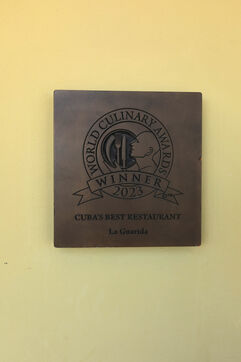 WORLD CULINARY AWARDS
WINNER
2023
CUBA'S BEST RESTAURANT
La Guarida